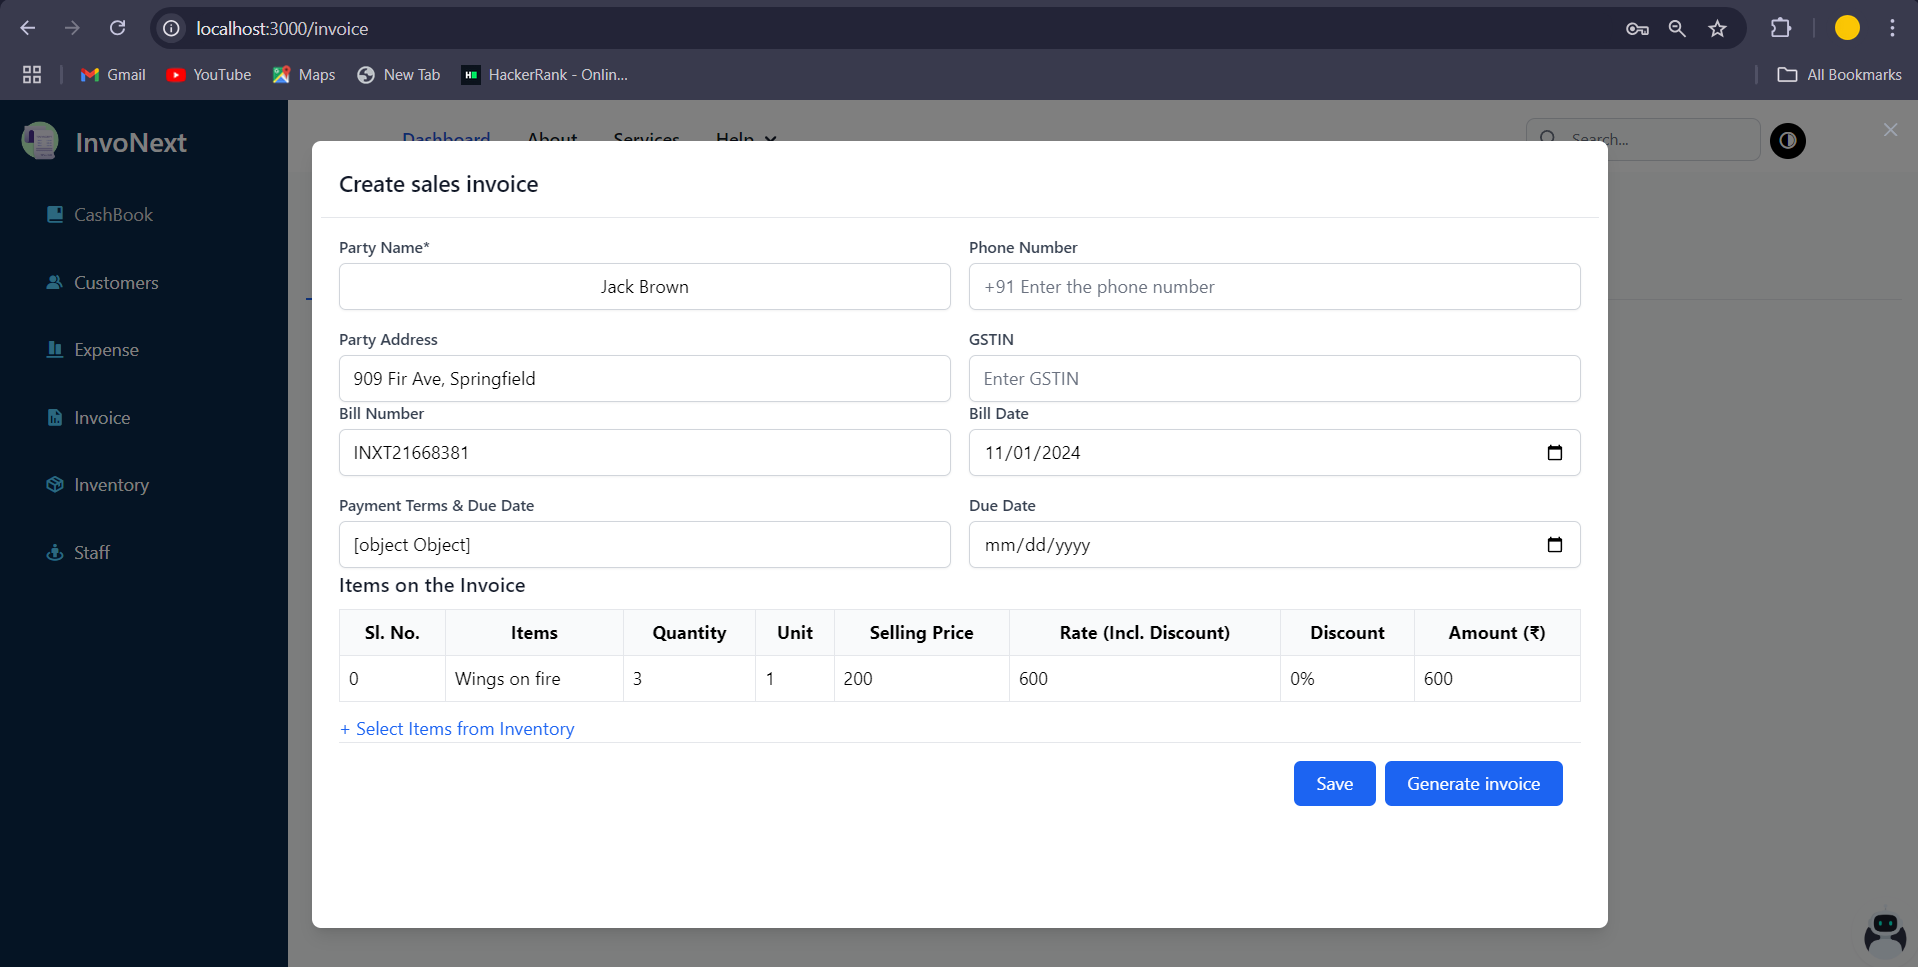 localhost:3000/invoice
Gmail YouTube Maps New Tab HackerRank - Onlin... All Bookmarks
InvoNext
Dashboard About Services Help Search...
CashBook
Customers
Expense
Invoice
Inventory
Staff
Create sales invoice
Party Name* Phone Number
Jack Brown +91 Enter the phone number
Party Address GSTIN
909 Fir Ave, Springfield Enter GSTIN
Bill Number Bill Date
INXT21668381 11/01/2024
Payment Terms & Due Date Due Date
[object Object] mm/dd/yyyy
Items on the Invoice
Sl. No. Items Quantity Unit Selling Price Rate (Incl. Discount) Discount Amount (₹)
0 Wings on fire 3 1 200 600 0% 600
+ Select Items from Inventory
Save Generate invoice